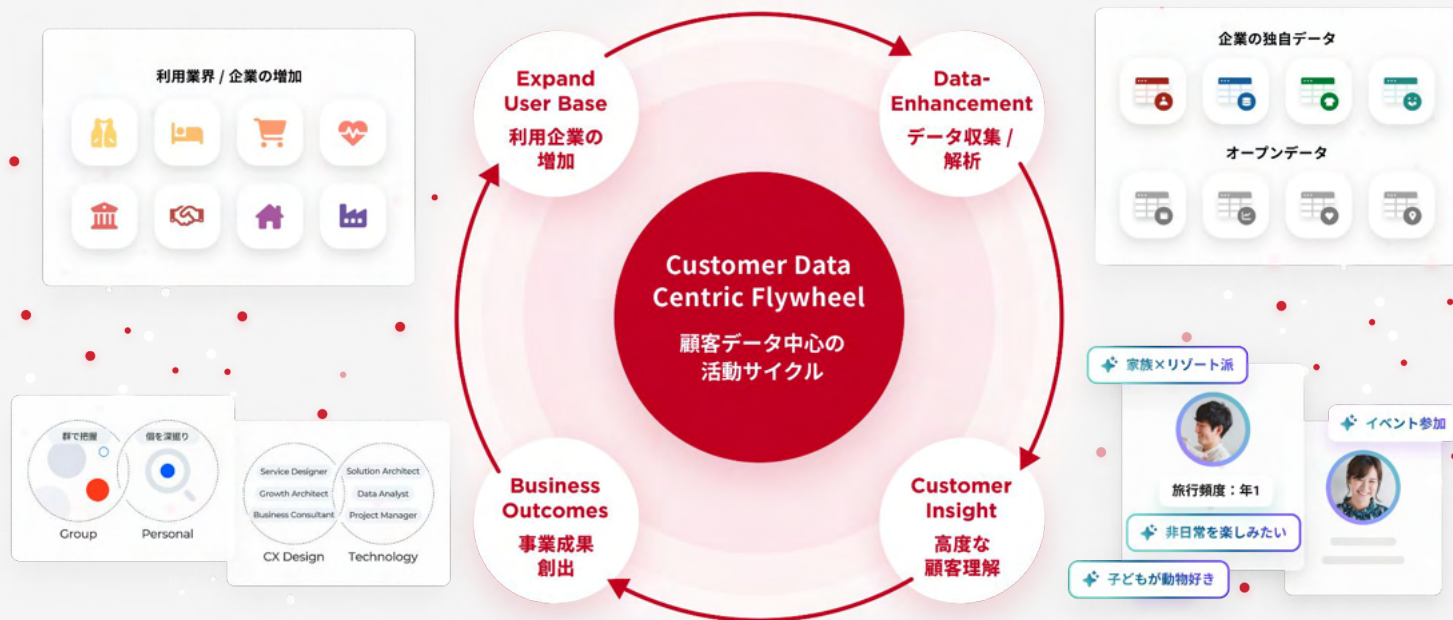 利用業界 / 企業の増加
Expand
User Base
利用企業の
増加
Data-
Enhancement
データ収集 /
解析
企業の独自データ
オープンデータ
Customer Data
Centric Flywheel
顧客データ中心の
活動サイクル
群で把握
個を深掘り
Group
Personal
Service Designer
Growth Architect
Business Consultant
Solution Architect
Data Analyst
Project Manager
CX Design
Technology
Business
Outcomes
事業成果
創出
Customer
Insight
高度な
顧客理解
家族×リゾート派
旅行頻度：年1
非日常を楽しみたい
子どもが動物好き
イベント参加